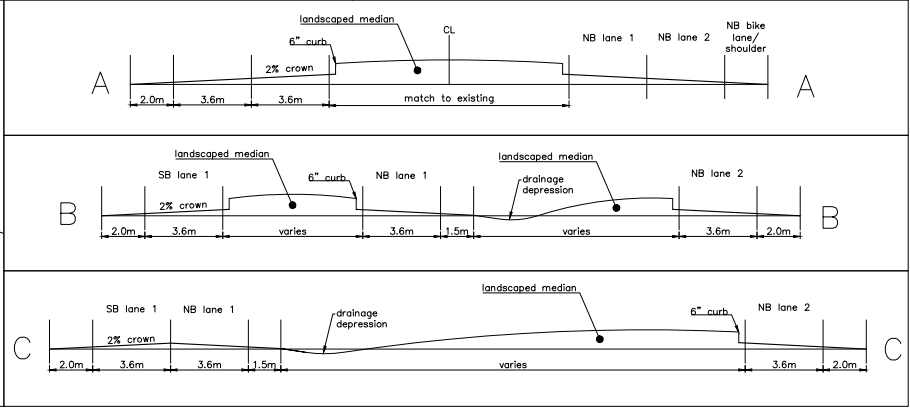 landscaped median
CL
NB bike
lane/
shoulder
NB lane 1
NB lane 2
6" curb
2% crown
A
A
2.0m
3.6m
3.6m
match to existing
landscaped median
landscaped median
SB lane 1
6" curb
NB lane 1
drainage
depression
NB lane 2
2% crown
B
B
2.0m
3.6m
varies
3.6m
1.5m
varies
3.6m
2.0m
landscaped median
SB lane 1
NB lane 1
drainage
depression
6" curb
NB lane 2
2% crown
C
C
2.0m
3.6m
3.6m
1.5m
varies
3.6m
2.0m